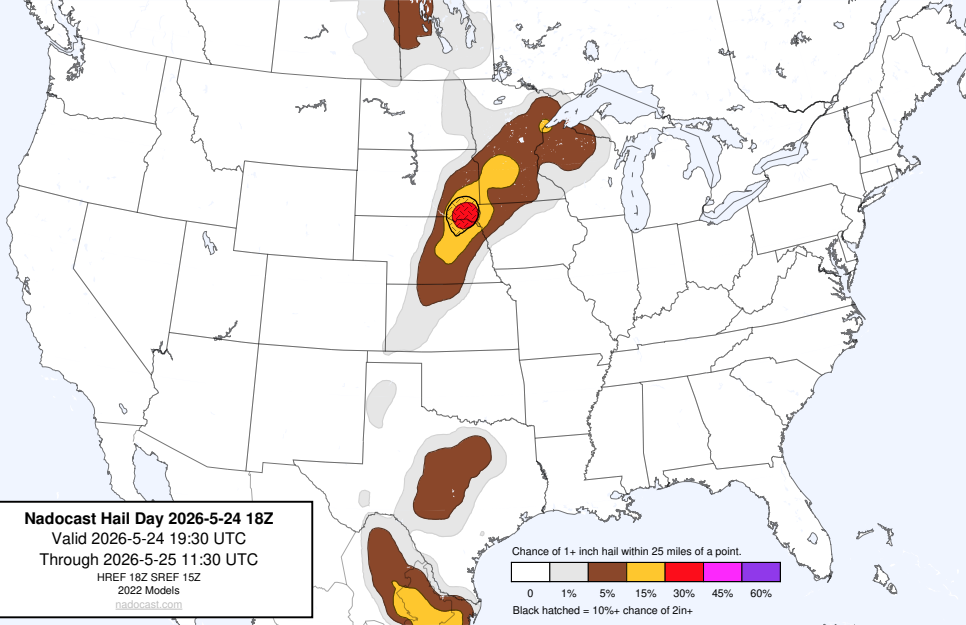 Nadocast Hail Day 2026-5-24 18Z
Valid 2026-5-24 19:30 UTC
Through 2026-5-25 11:30 UTC
HREF 18Z SREF 15Z
2022 Models
nadocast.com
Chance of 1+ inch hail within 25 miles of a point.
0 1% 5% 15% 30% 45% 60%
Black hatched = 10%+ chance of 2in+